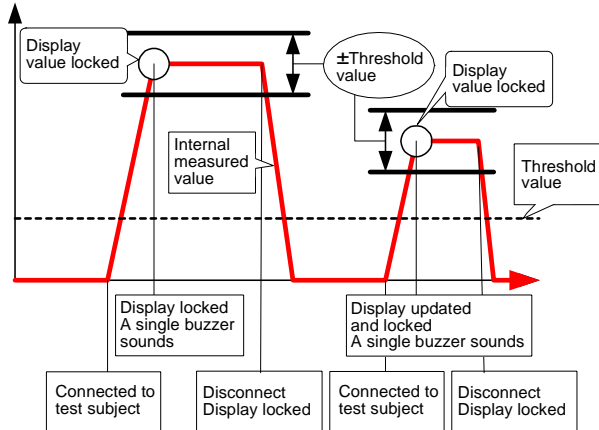 Display
value locked
±Threshold
value
Display
value locked
Internal
measured
value
Threshold
value
Display locked
A single buzzer
sounds
Display updated
and locked
A single buzzer sounds
Connected to
test subject
Disconnect
Display locked
Connected to
test subject
Disconnect
Display locked